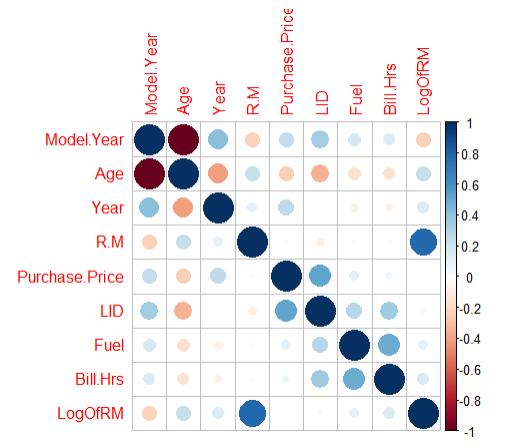 Model.Year
Age
Year
R.M
Purchase.Price
LID
Fuel
Bill.Hrs
LogOfRM
Model.Year
Age
Year
R.M
Purchase.Price
LID
Fuel
Bill.Hrs
LogOfRM
1
0.8
0.6
0.4
0.2
0
-0.2
-0.4
-0.6
-0.8
-1